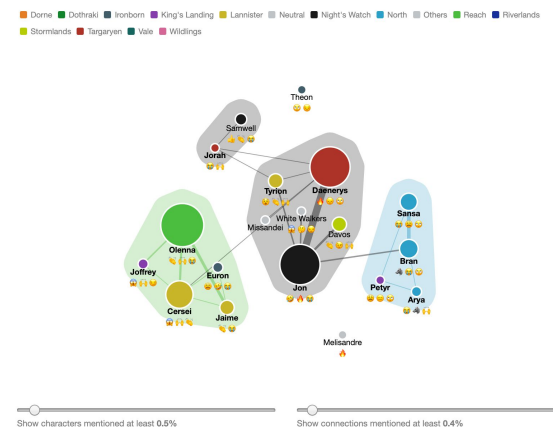 Dorne Dothraki Ironborn King's Landing Lannister Neutral Night's Watch North Others Reach Riverlands
Stormlands Targaryen Vale Wildlings
Theon
Samwell
Jorah
Tyrion
Daenerys
Sansa
White Walkers
Missandei
Davos
Olenna
Bran
Joffrey
Euron
Petyr
Jon
Arya
Cersei
Jaime
Melisandre
Show characters mentioned at least 0.5%
Show connections mentioned at least 0.4%